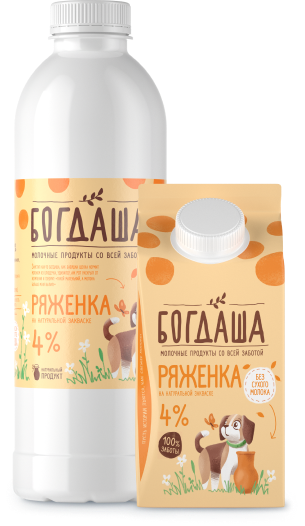 БОГДАША
МОЛОЧНЫЕ ПРОДУКТЫ СО ВСЕЙ ЗАБОТОЙ
РЯЖЕНКА
НА НАТУРАЛЬНОЙ ЗАКВАСКЕ
4%
НАТУРАЛЬНЫЙ
ПРОДУКТ
БОГДАША
МОЛОЧНЫЕ ПРОДУКТЫ СО ВСЕЙ ЗАБОТОЙ
РЯЖЕНКА
НА НАТУРАЛЬНОЙ ЗАКВАСКЕ
БЕЗ
СУХОГО
МОЛОКА
4%
100%
ЗАБОТЫ